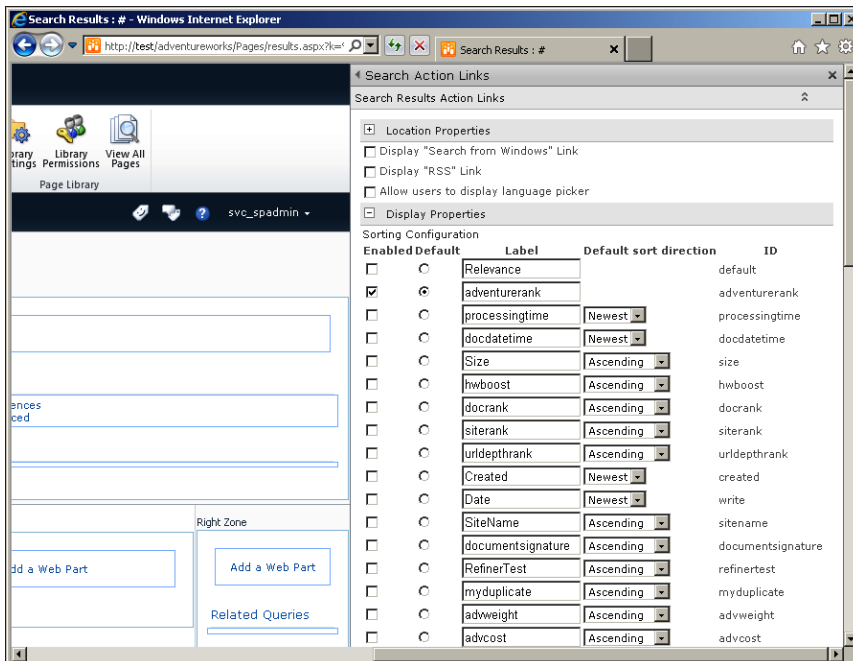 Search Results : # - Windows Internet Explorer
http://test/adventureworks/Pages/results.aspx?k=
Search Results : #
Search Action Links
Search Results Action Links
Location Properties
Display "Search from Windows" Link
Display "RSS" Link
Allow users to display language picker
Display Properties
Sorting Configuration
Enabled Default Label Default sort direction ID
Relevance default
adventurerank adventurerank
processingtime Newest processingtime
docdatetime Newest docdatetime
Size Ascending size
hwboost Ascending hwboost
docrank Ascending docrank
siterank Ascending siterank
urldepthrank Ascending urldepthrank
Created Newest created
Date Newest write
SiteName Ascending sitename
documentsignature Ascending documentsignature
RefinerTest Ascending refinertest
myduplicate Ascending myduplicate
advweight Ascending advweight
advcost Ascending advcost
rary Library View All
tings Permissions Pages
Page Library
svc_spadmin
ences
ced
Right Zone
dd a Web Part
Add a Web Part
Related Queries